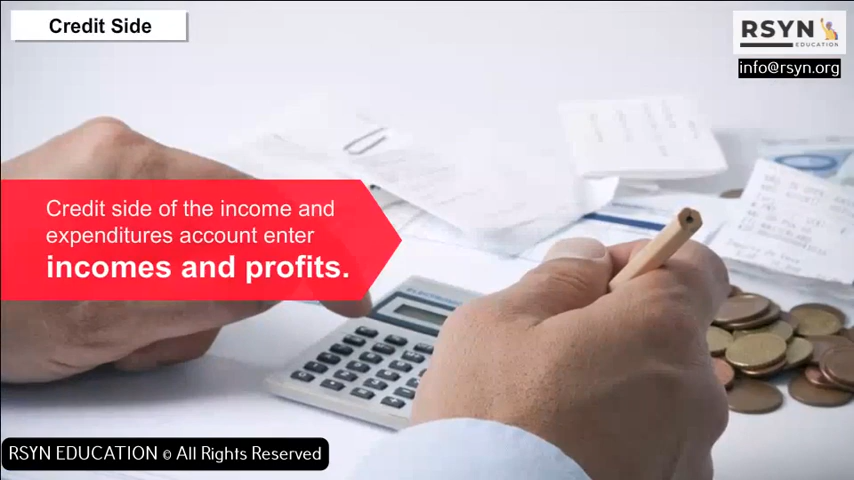 Credit Side
RSYN
EDUCATION
info@rsyn.org
Credit side of the income and
expenditures account enter
incomes and profits.
ELECTRONIC
RSYN EDUCATION © All Rights Reserved